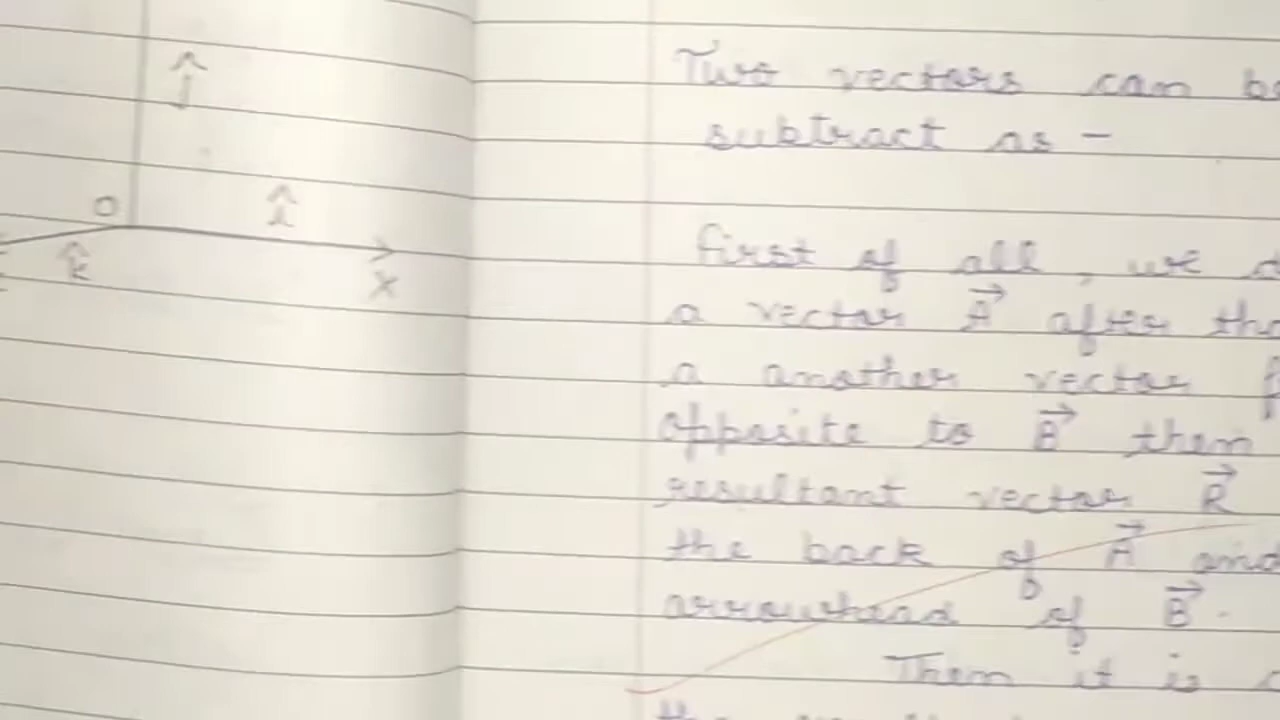 ĵ
O
î
k̂
X
Two vectors can be
subtract as -
first of all, we
a vector A⃗ after
a another vector
opposite to B⃗ then
resultant vector R⃗
the back of A⃗ and
arrowhead of B⃗.
Then it is